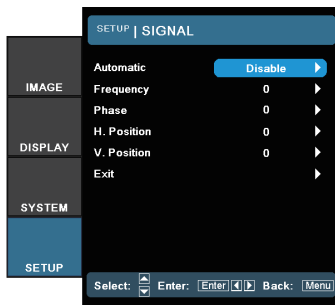 SETUP | SIGNAL
Automatic Disable
Frequency 0
Phase 0
H. Position 0
V. Position 0
Exit
IMAGE
DISPLAY
SYSTEM
SETUP
Select: Enter: Enter Back: Menu